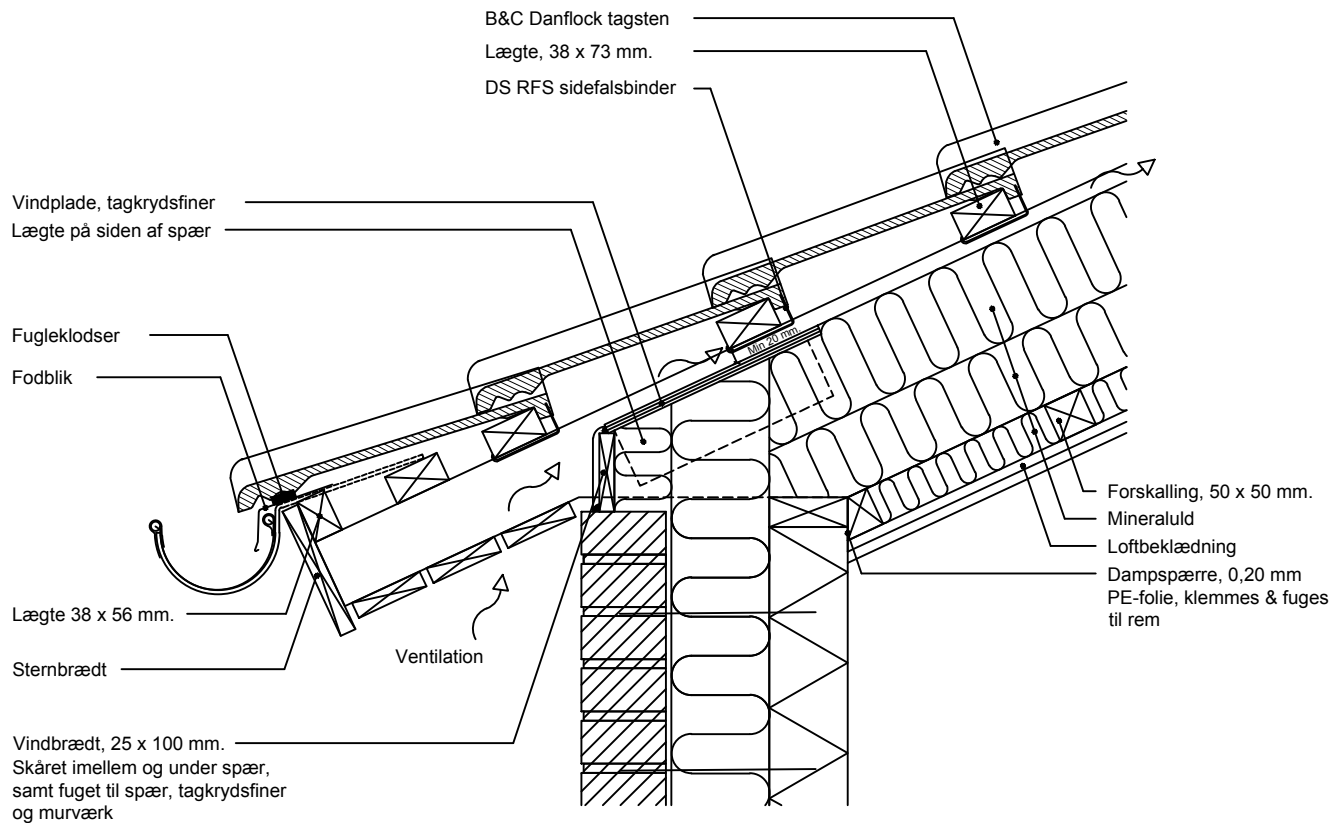 B&C Danflock tagsten
Lægte, 38 x 73 mm.
DS RFS sidefalsbinder
Vindplade, tagkrydsfiner
Lægte på siden af spær
Min 20 mm.
Fugleklodser
Fodblik
Forskalling, 50 x 50 mm.
Mineraluld
Loftbeklædning
Dampspærre, 0,20 mm
PE-folie, klemmes & fuges
til rem
Lægte 38 x 56 mm.
Sternbrædt
Ventilation
Vindbrædt, 25 x 100 mm.
Skåret imellem og under spær,
samt fuget til spær, tagkrydsfiner
og murværk